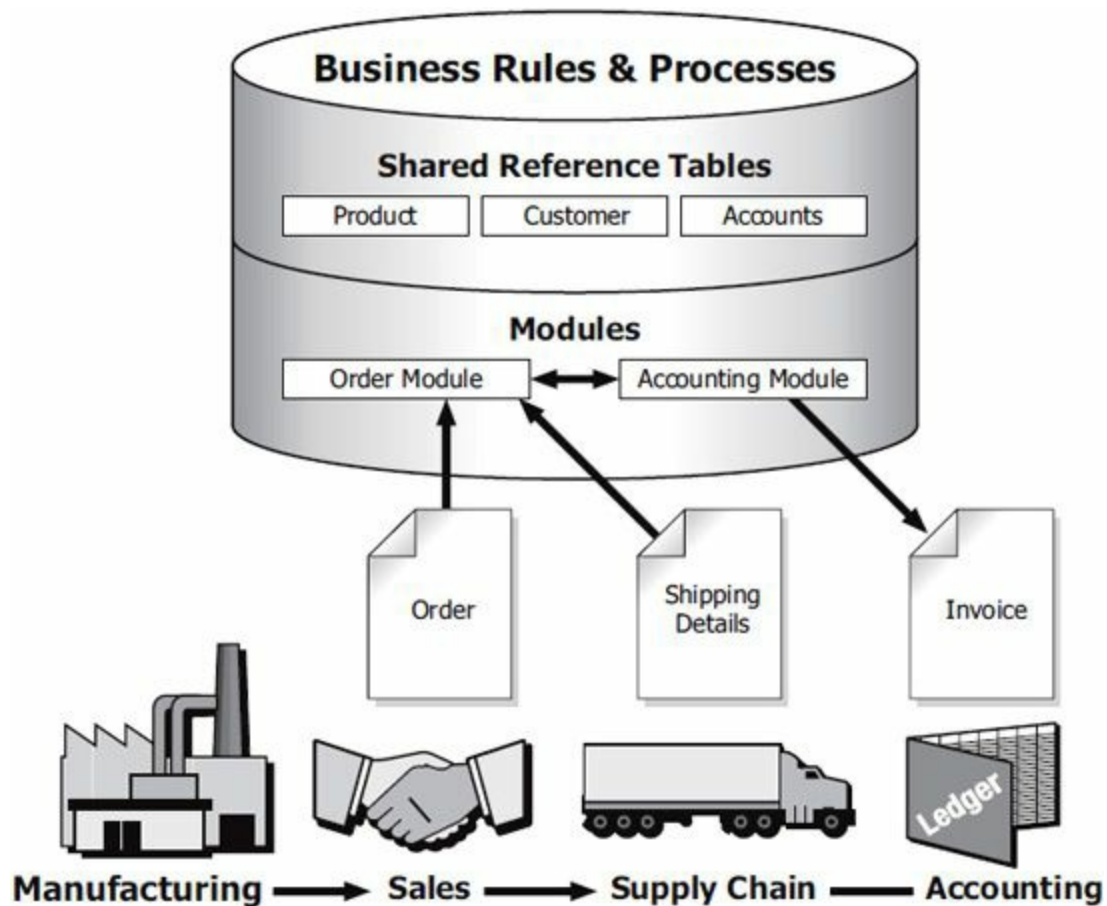 Business Rules & Processes
Shared Reference Tables
Product Customer Accounts
Modules
Order Module Accounting Module
Order
Shipping
Details
Invoice
Ledger
Manufacturing Sales Supply Chain Accounting